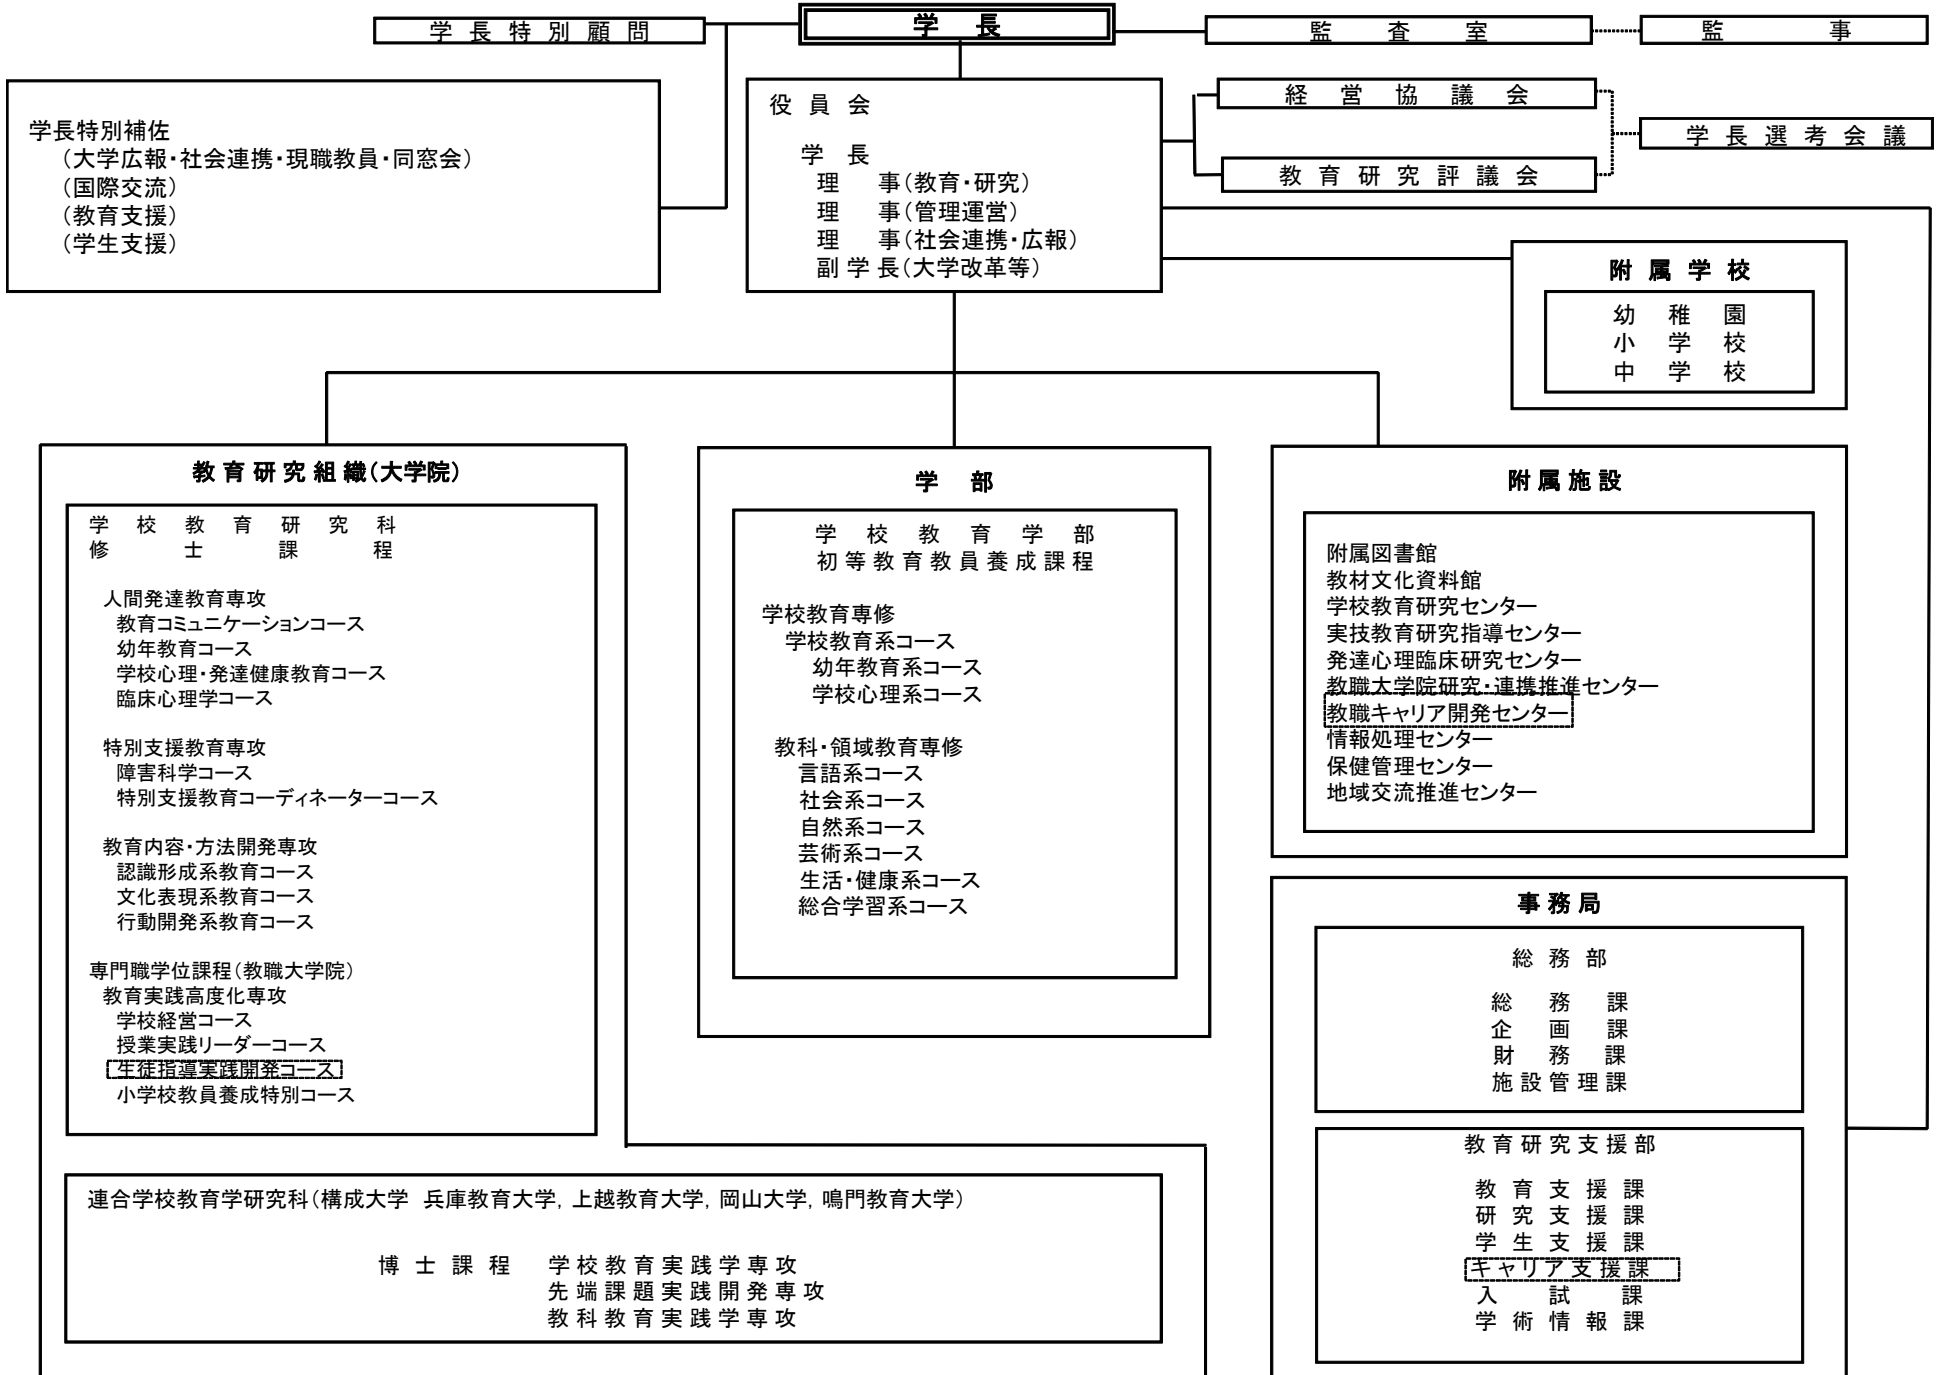 学長特別顧問
学長
監査室
監事
学長特別補佐
（大学広報・社会連携・現職教員・同窓会）
（国際交流）
（教育支援）
（学生支援）
役員会
学長
理　事（教育・研究）
理　事（管理運営）
理　事（社会連携・広報）
副学長（大学改革等）
経営協議会
教育研究評議会
学長選考会議
附属学校
幼稚園
小学校
中学校
教育研究組織（大学院）
学校教育研究科
修士課程
人間発達教育専攻
教育コミュニケーションコース
幼年教育コース
学校心理・発達健康教育コース
臨床心理学コース
特別支援教育専攻
障害科学コース
特別支援教育コーディネーターコース
教育内容・方法開発専攻
認識形成系教育コース
文化表現系教育コース
行動開発系教育コース
専門職学位課程（教職大学院）
教育実践高度化専攻
学校経営コース
授業実践リーダーコース
生徒指導実践開発コース
小学校教員養成特別コース
連合学校教育学研究科（構成大学　兵庫教育大学, 上越教育大学, 岡山大学, 鳴門教育大学）
博士課程　学校教育実践学専攻
先端課題実践開発専攻
教科教育実践学専攻
学部
学校教育学部
初等教育教員養成課程
学校教育専修
学校教育系コース
幼年教育系コース
学校心理系コース
教科・領域教育専修
言語系コース
社会系コース
自然系コース
芸術系コース
生活・健康系コース
総合学習系コース
附属施設
附属図書館
教材文化資料館
学校教育研究センター
実技教育研究指導センター
発達心理臨床研究センター
教職大学院研究・連携推進センター
教職キャリア開発センター
情報処理センター
保健管理センター
地域交流推進センター
事務局
総務部
総務課
企画課
財務課
施設管理課
教育研究支援部
教育支援課
研究支援課
学生支援課
キャリア支援課
入試課
学術情報課